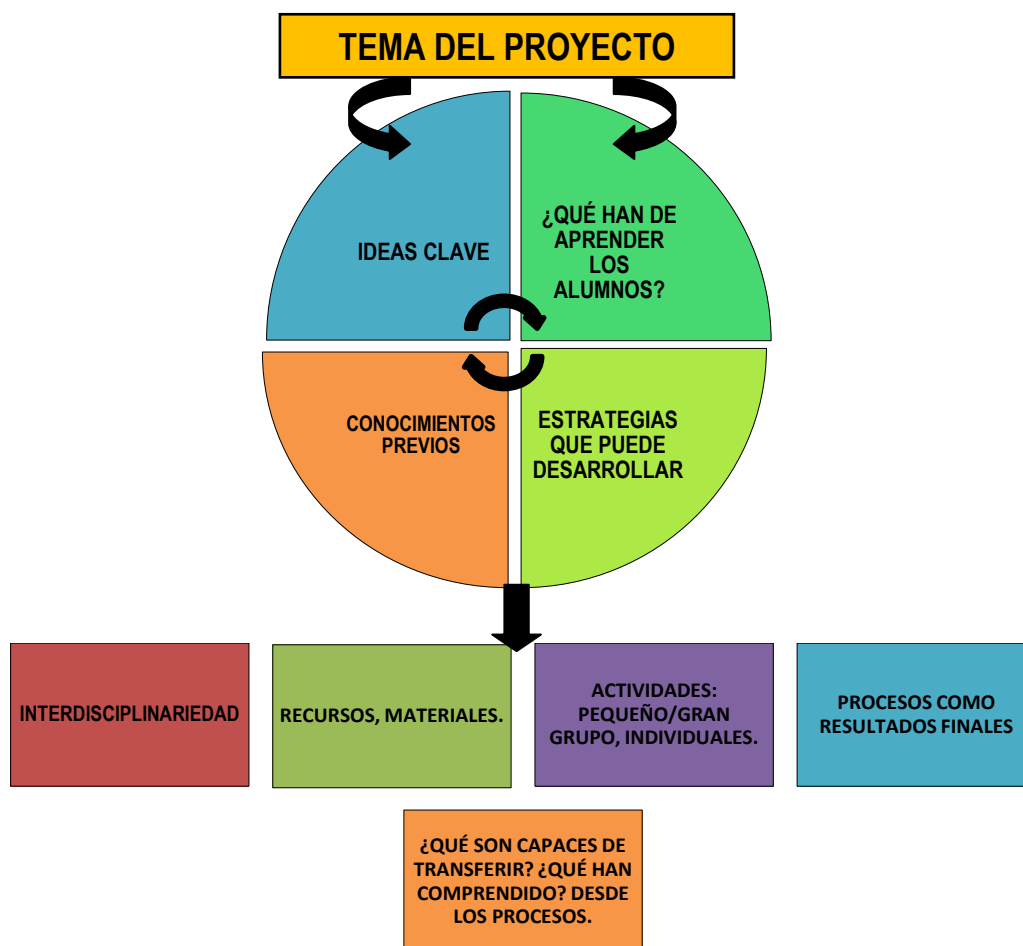 TEMA DEL PROYECTO
IDEAS CLAVE
¿QUÉ HAN DE
APRENDER
LOS
ALUMNOS?
CONOCIMIENTOS
PREVIOS
ESTRATEGIAS
QUE PUEDE
DESARROLLAR
INTERDISCIPLINARIEDAD
RECURSOS, MATERIALES.
ACTIVIDADES:
PEQUEÑO/GRAN
GRUPO, INDIVIDUALES.
PROCESOS COMO
RESULTADOS FINALES
¿QUÉ SON CAPACES DE
TRANSFERIR? ¿QUÉ HAN
COMPRENDIDO? DESDE
LOS PROCESOS.